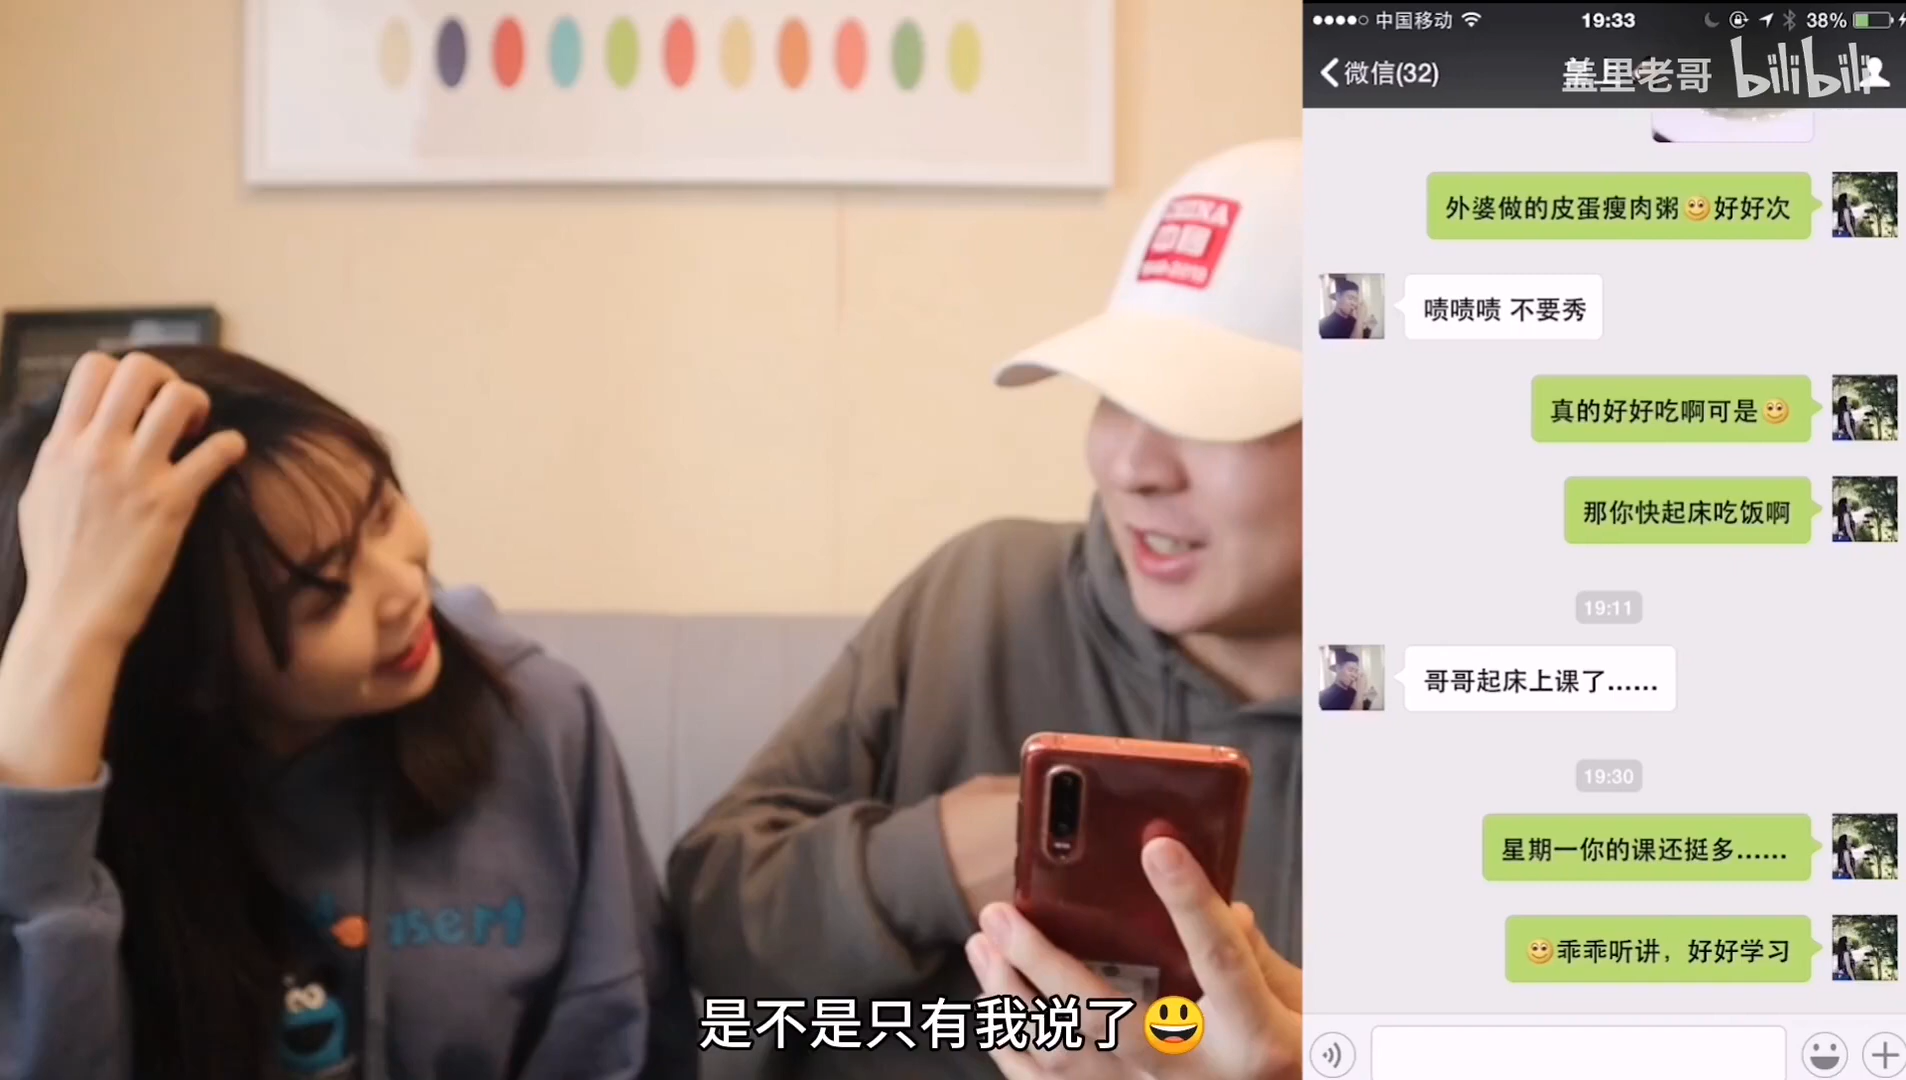 中国移动
19:33
38%
微信(32)
盖里老哥
bilibili
外婆做的皮蛋瘦肉粥😊好好次
啧啧啧 不要秀
真的好好吃啊可是😊
那你快起床吃饭啊
19:11
哥哥起床上课了......
19:30
星期一你的课还挺多......
😊乖乖听讲，好好学习
是不是只有我说了😃